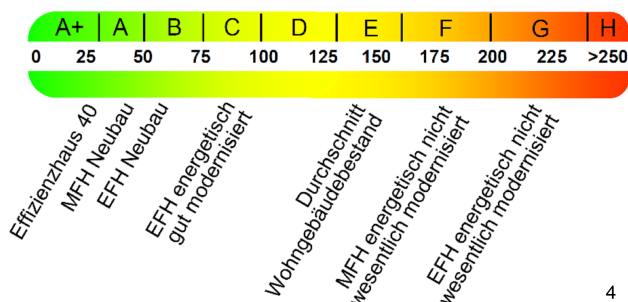 A+ A B C D E F G H
0 25 50 75 100 125 150 175 200 225 >250
Effizienzhaus 40
MFH Neubau
EFH Neubau
EFH energetisch
gut modernisiert
Durchschnitt
Wohngebäudebestand
MFH energetisch nicht
wesentlich modernisiert
EFH energetisch nicht
wesentlich modernisiert
4